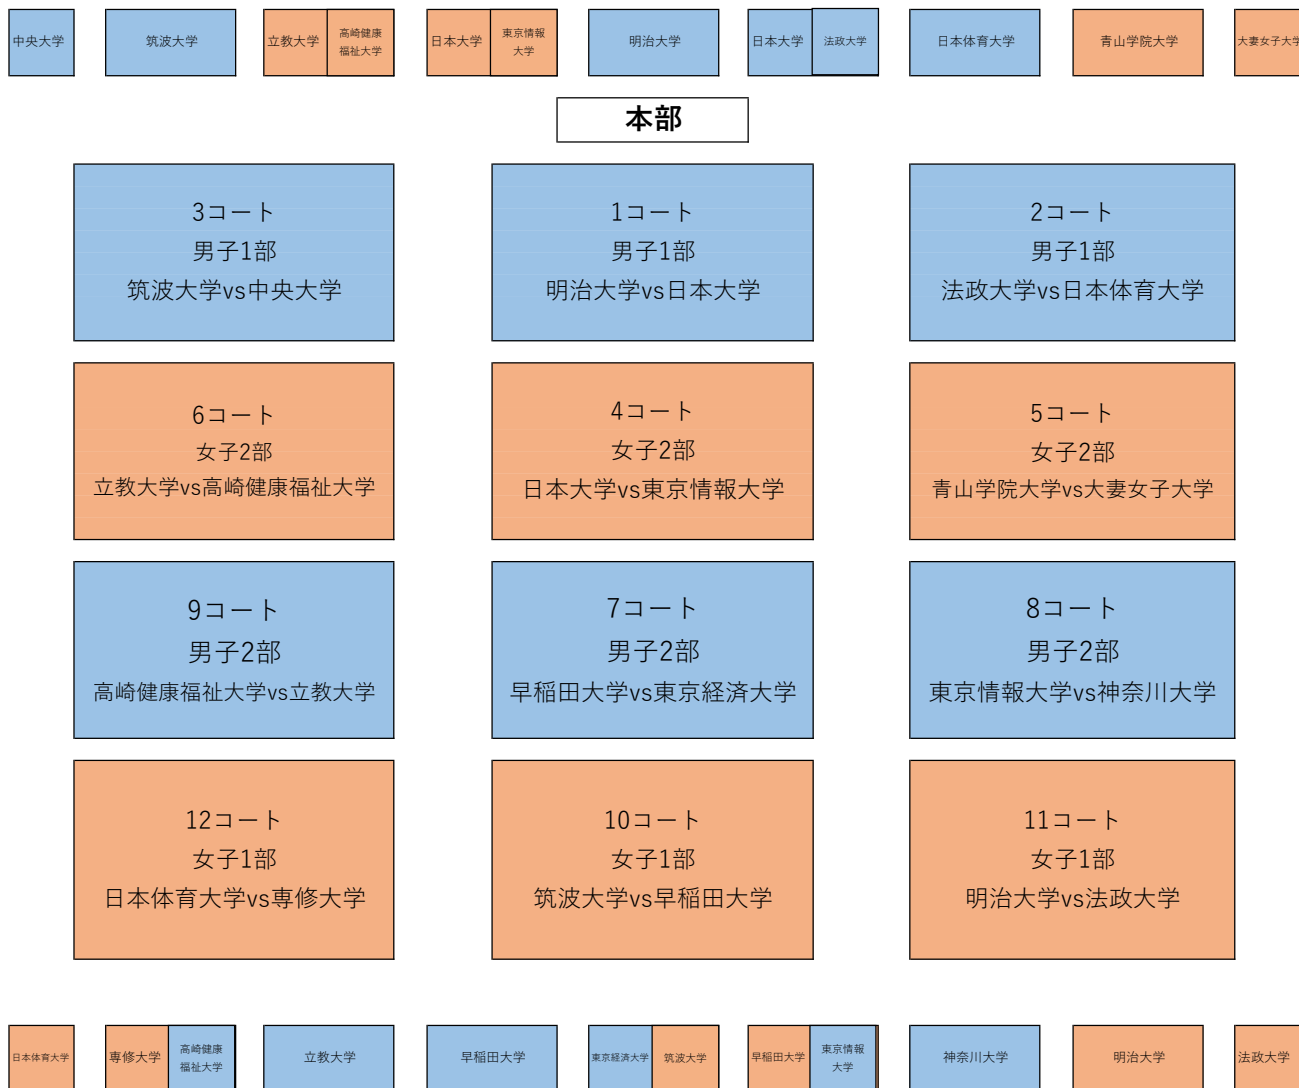 中央大学
筑波大学
立教大学
高崎健康
福祉大学
日本大学
東京情報
大学
明治大学
日本大学
法政大学
日本体育大学
青山学院大学
大妻女子大学
本部
3コート
男子1部
筑波大学vs中央大学
1コート
男子1部
明治大学vs日本大学
2コート
男子1部
法政大学vs日本体育大学
6コート
女子2部
立教大学vs高崎健康福祉大学
4コート
女子2部
日本大学vs東京情報大学
5コート
女子2部
青山学院大学vs大妻女子大学
9コート
男子2部
高崎健康福祉大学vs立教大学
7コート
男子2部
早稲田大学vs東京経済大学
8コート
男子2部
東京情報大学vs神奈川大学
12コート
女子1部
日本体育大学vs専修大学
10コート
女子1部
筑波大学vs早稲田大学
11コート
女子1部
明治大学vs法政大学
日本体育大学
専修大学
高崎健康
福祉大学
立教大学
早稲田大学
東京経済大学
筑波大学
早稲田大学
東京情報
大学
神奈川大学
明治大学
法政大学